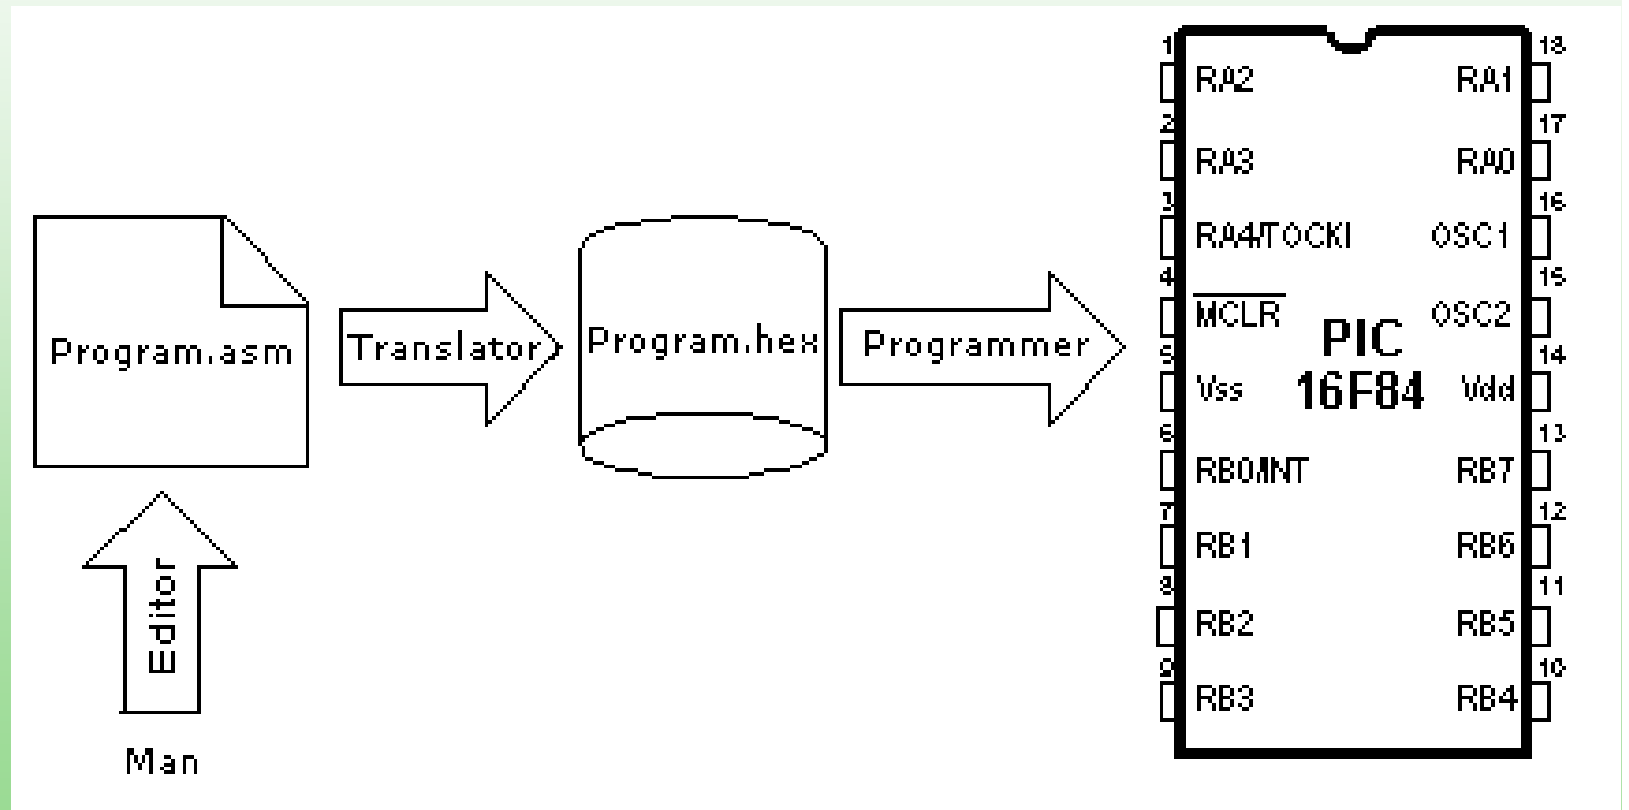 Man
Editor
Program.asm
Translator
Program.hex
Programmer
PIC
16F84
1 RA2 RA1 18
2 RA3 RA0 17
3 RA4/TOCKI OSC1 16
4 MCLR OSC2 15
5 Vss Vdd 14
6 RB0/INT RB7 13
7 RB1 RB6 12
8 RB2 RB5 11
9 RB3 RB4 10